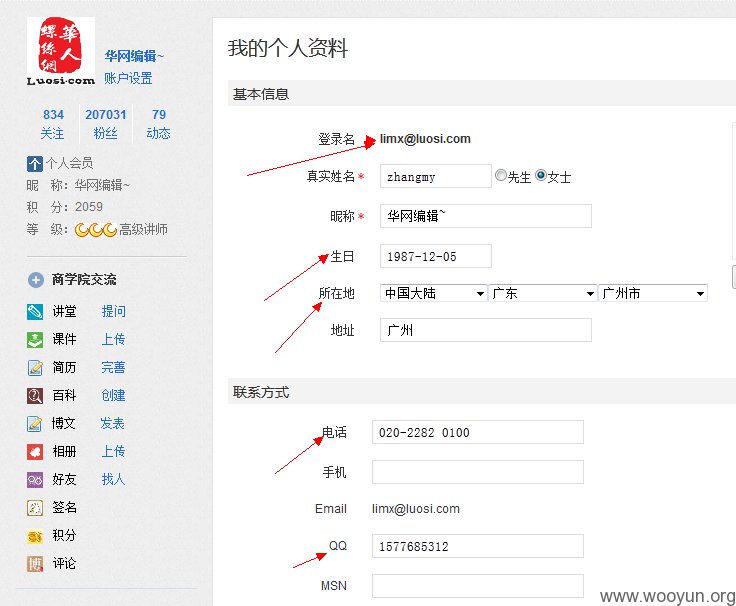 華人螺絲網
Luosi.com
华网编辑~
账户设置
834 207031 79
关注 粉丝 动态
个人会员
昵 称：华网编辑~
积 分：2059
等 级：高级讲师
商学院交流
讲堂 提问
课件 上传
简历 完善
百科 创建
博文 发表
相册 上传
好友 找人
签名
积分
评论
我的个人资料
基本信息
登录名 limx@luosi.com
真实姓名* zhangmy 先生 女士
昵称* 华网编辑~
生日 1987-12-05
所在地 中国大陆 广东 广州市
地址 广州
联系方式
电话 020-2282 0100
手机
Email limx@luosi.com
QQ 1577685312
MSN
www.wooyun.org